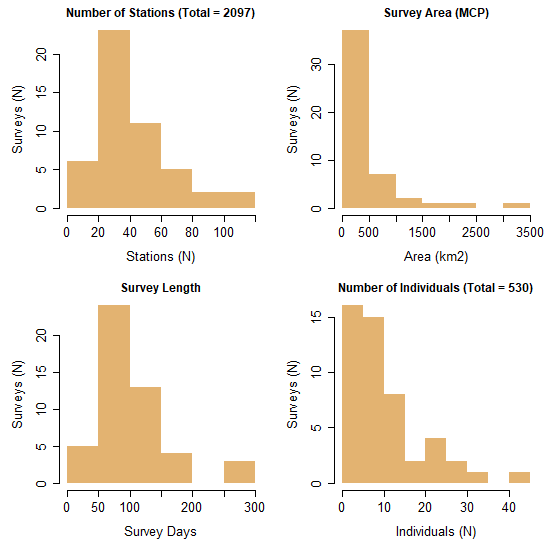 Number of Stations (Total = 2097)
Surveys (N)
20
15
10
5
0
0 20 40 60 80 100
Stations (N)
Survey Area (MCP)
Surveys (N)
30
20
10
0
0 500 1500 2500 3500
Area (km2)
Survey Length
Surveys (N)
20
15
10
5
0
0 50 100 200 300
Survey Days
Number of Individuals (Total = 530)
Surveys (N)
15
10
5
0
0 10 20 30 40
Individuals (N)